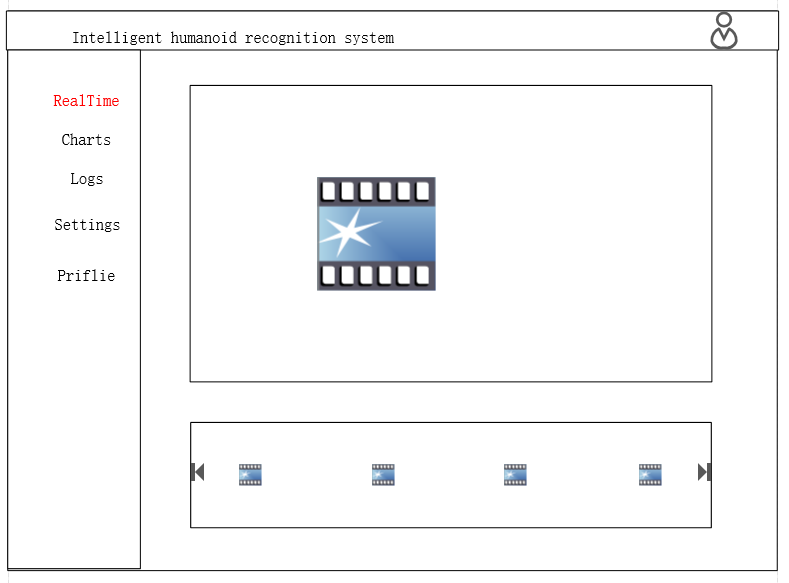 Intelligent humanoid recognition system
RealTime
Charts
Logs
Settings
Priflie